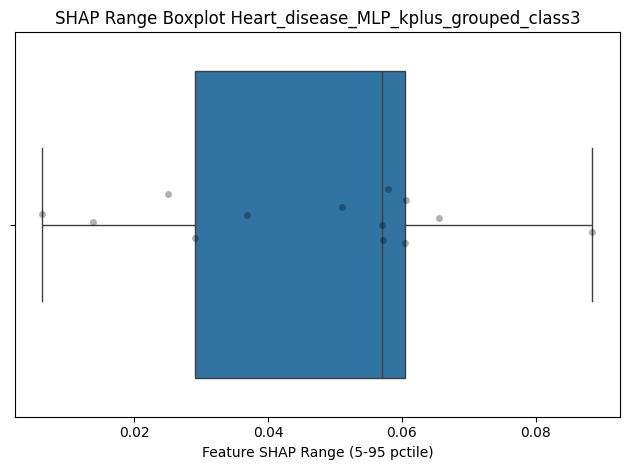 SHAP Range Boxplot Heart_disease_MLP_kplus_grouped_class3
0.02 0.04 0.06 0.08
Feature SHAP Range (5-95 pctile)